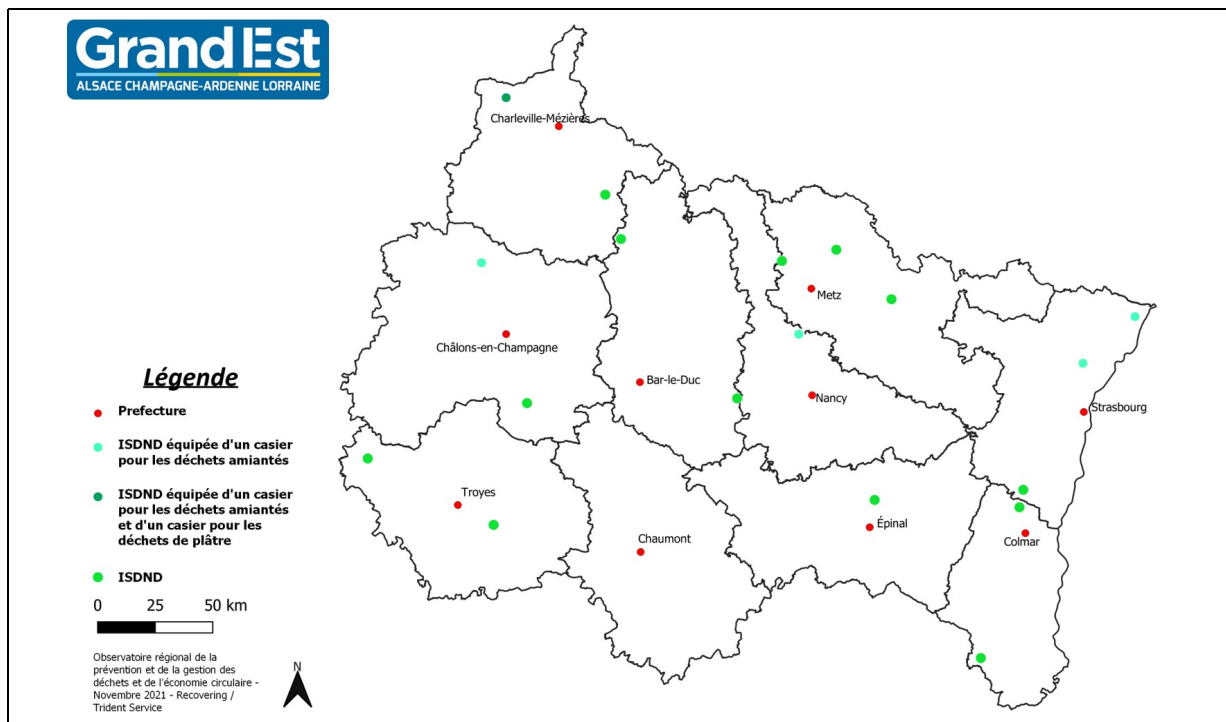 Grand Est
ALSACE CHAMPAGNE-ARDENNE LORRAINE
Charleville-Mézières
Metz
Châlons-en-Champagne
Bar-le-Duc
Nancy
Strasbourg
Troyes
Chaumont
Épinal
Colmar
Légende
Prefecture
ISDND équipée d'un casier
pour les déchets amiantés
ISDND équipée d'un casier
pour les déchets amiantés
et d'un casier pour les
déchets de plâtre
ISDND
0 25 50 km
Observatoire régional de la
prévention et de la gestion des
déchets et de l'économie circulaire -
Novembre 2021 - Recovering /
Trident Service
N